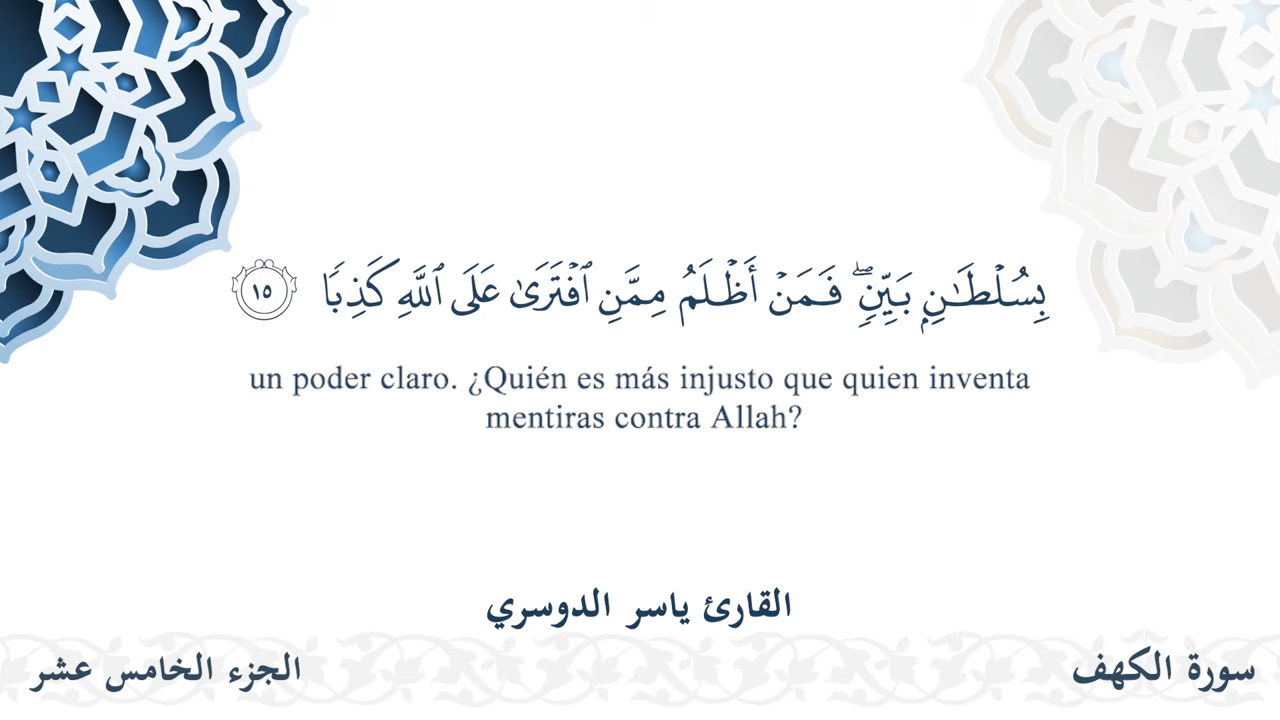 بِسُلْطَـٰنٍۭ بَيِّنٍۖ فَمَنْ أَظْلَمُ مِمَّنِ ٱفْتَرَىٰ عَلَى ٱللَّهِ كَذِبًا ١٥
un poder claro. ¿Quién es más injusto que quien inventa
mentiras contra Allah?
القارئ ياسر الدوسري
سورة الكهف
الجزء الخامس عشر